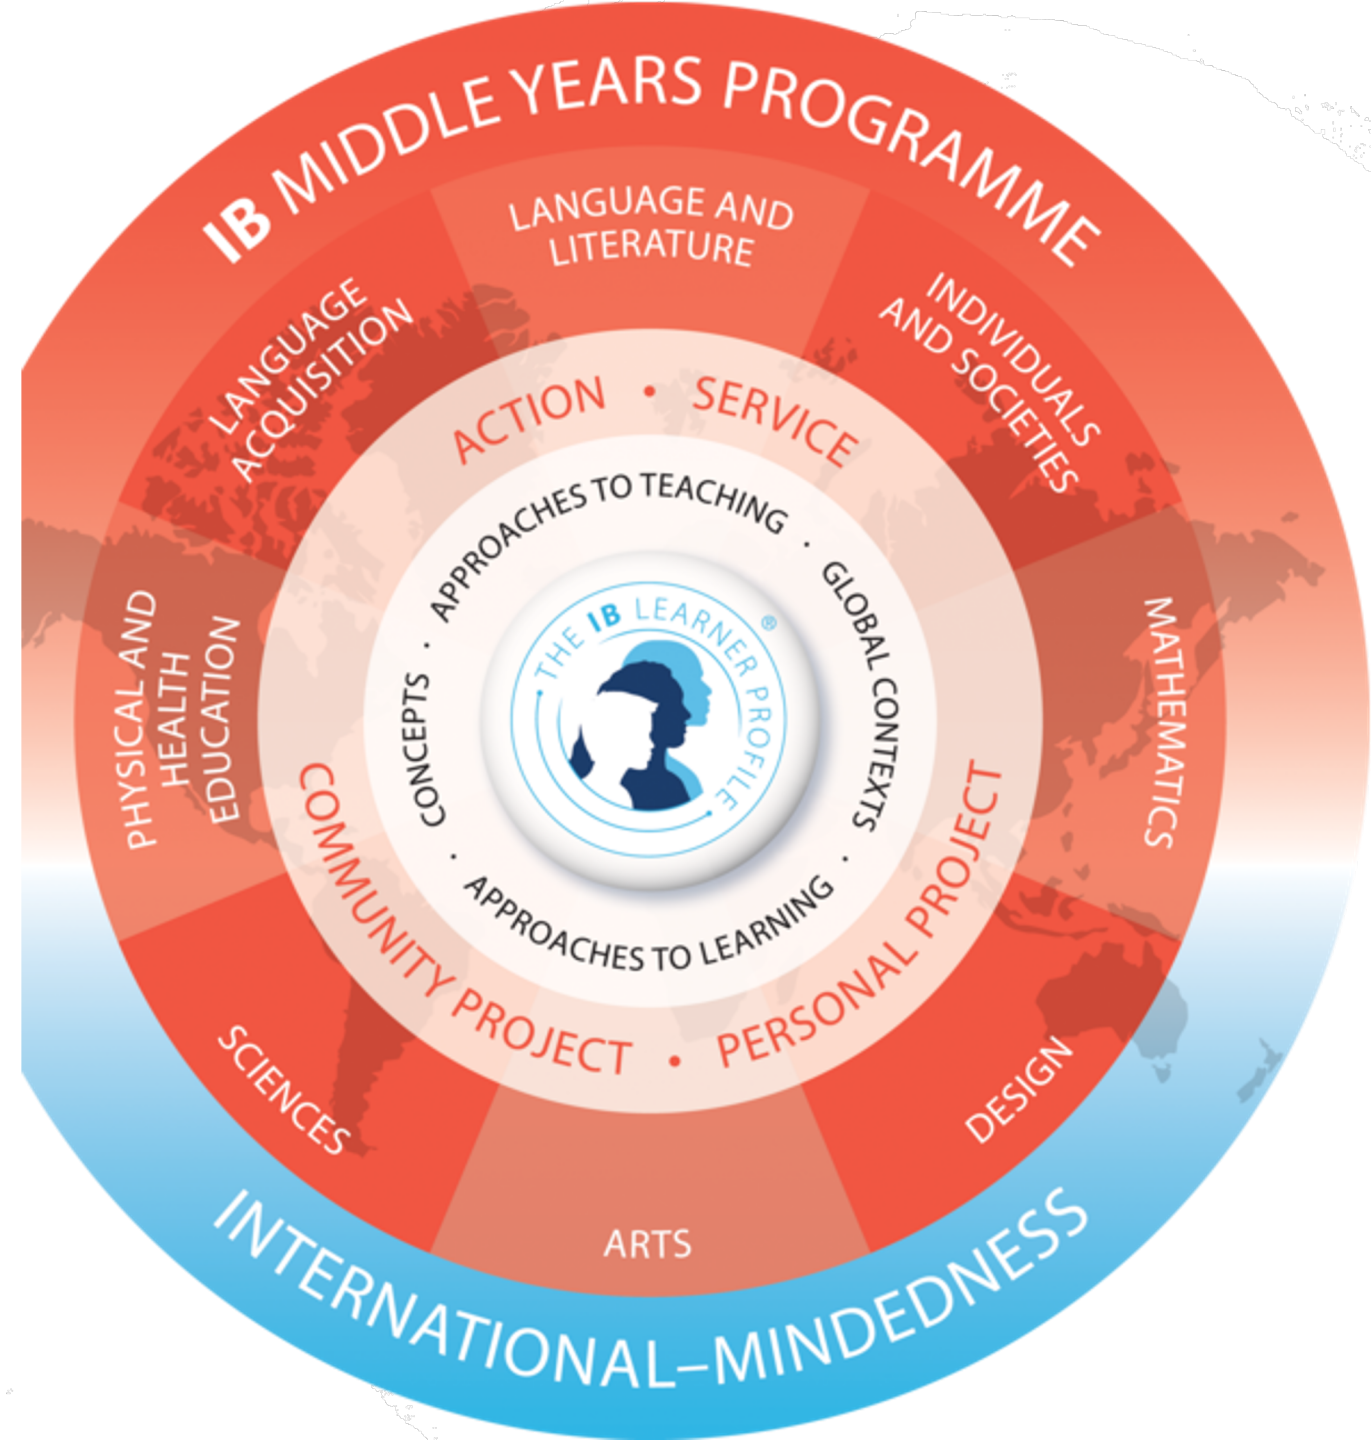 IB MIDDLE YEARS PROGRAMME
LANGUAGE AND
LITERATURE
INDIVIDUALS
AND SOCIETIES
MATHEMATICS
DESIGN
ARTS
SCIENCES
PHYSICAL AND
HEALTH
EDUCATION
LANGUAGE
ACQUISITION
ACTION • SERVICE
COMMUNITY PROJECT • PERSONAL PROJECT
APPROACHES TO TEACHING · GLOBAL CONTEXTS ·
APPROACHES TO LEARNING · CONCEPTS ·
THE IB LEARNER PROFILE ®
INTERNATIONAL–MINDEDNESS